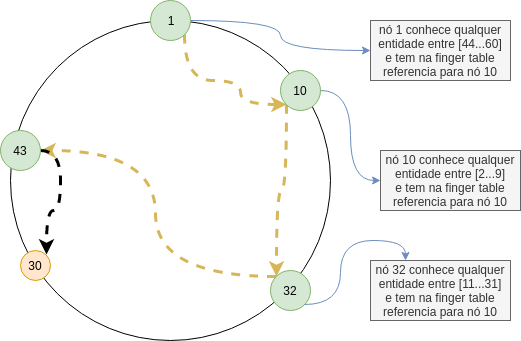 1
nó 1 conhece qualquer
entidade entre [44...60]
e tem na finger table
referencia para nó 10
10
43
nó 10 conhece qualquer
entidade entre [2...9]
e tem na finger table
referencia para nó 10
30
32
nó 32 conhece qualquer
entidade entre [11...31]
e tem na finger table
referencia para nó 10